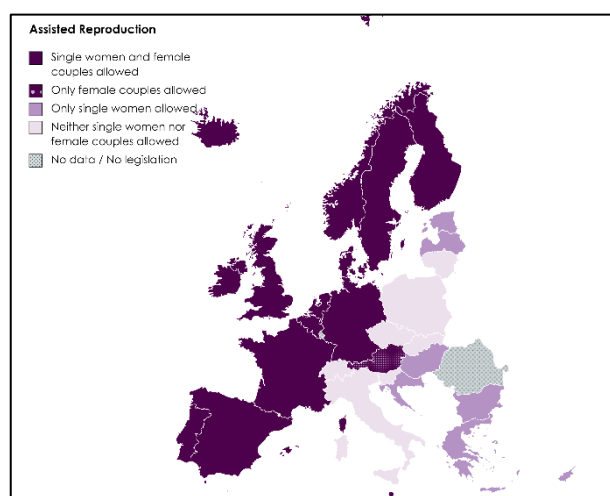 Assisted Reproduction
Single women and female
couples allowed
Only female couples allowed
Only single women allowed
Neither single women nor
female couples allowed
No data / No legislation